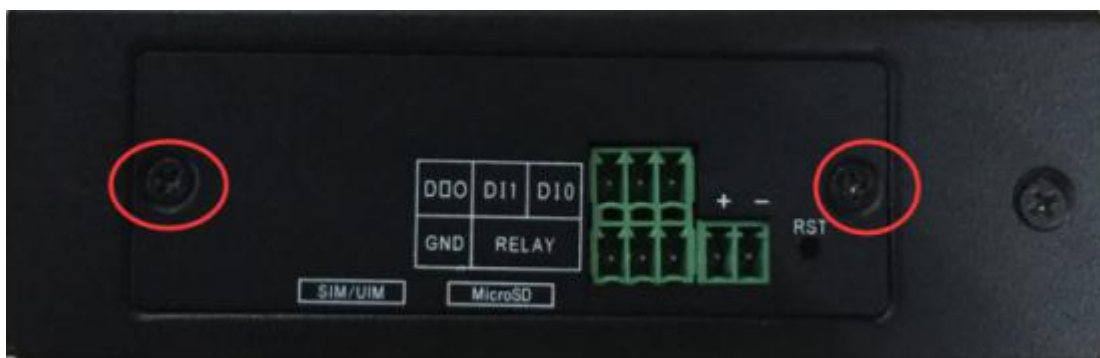 D□O DI1 DI0
+ −
GND RELAY
RST
SIM/UIM MicroSD